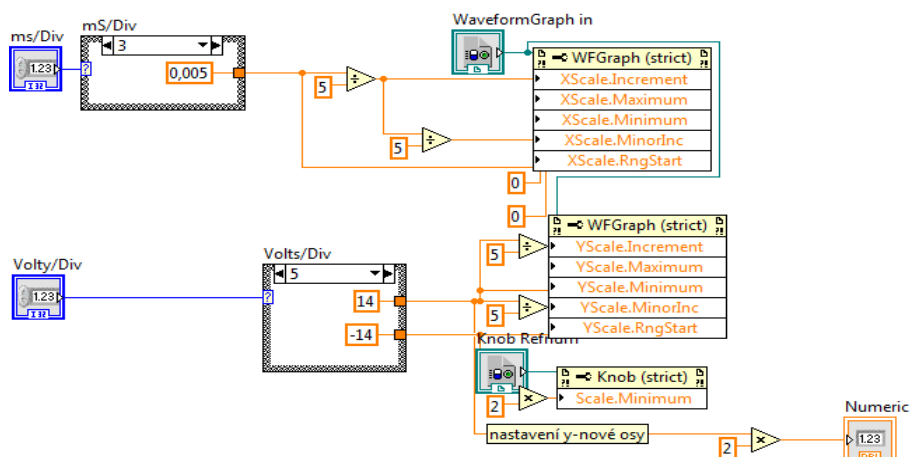 WaveformGraph in
ms/Div
mS/Div
3
1.23
I 32
?
0,005
5
5
WFGraph (strict)
XScale.Increment
XScale.Maximum
XScale.Minimum
XScale.MinorInc
XScale.RngStart
0
0
Volty/Div
Volts/Div
5
1.23
I 32
?
14
-14
5
5
WFGraph (strict)
YScale.Increment
YScale.Maximum
YScale.Minimum
YScale.MinorInc
YScale.RngStart
Knob Refnum
Knob (strict)
Scale.Minimum
2
nastavení y-nové osy
2
Numeric
1.23
DBL